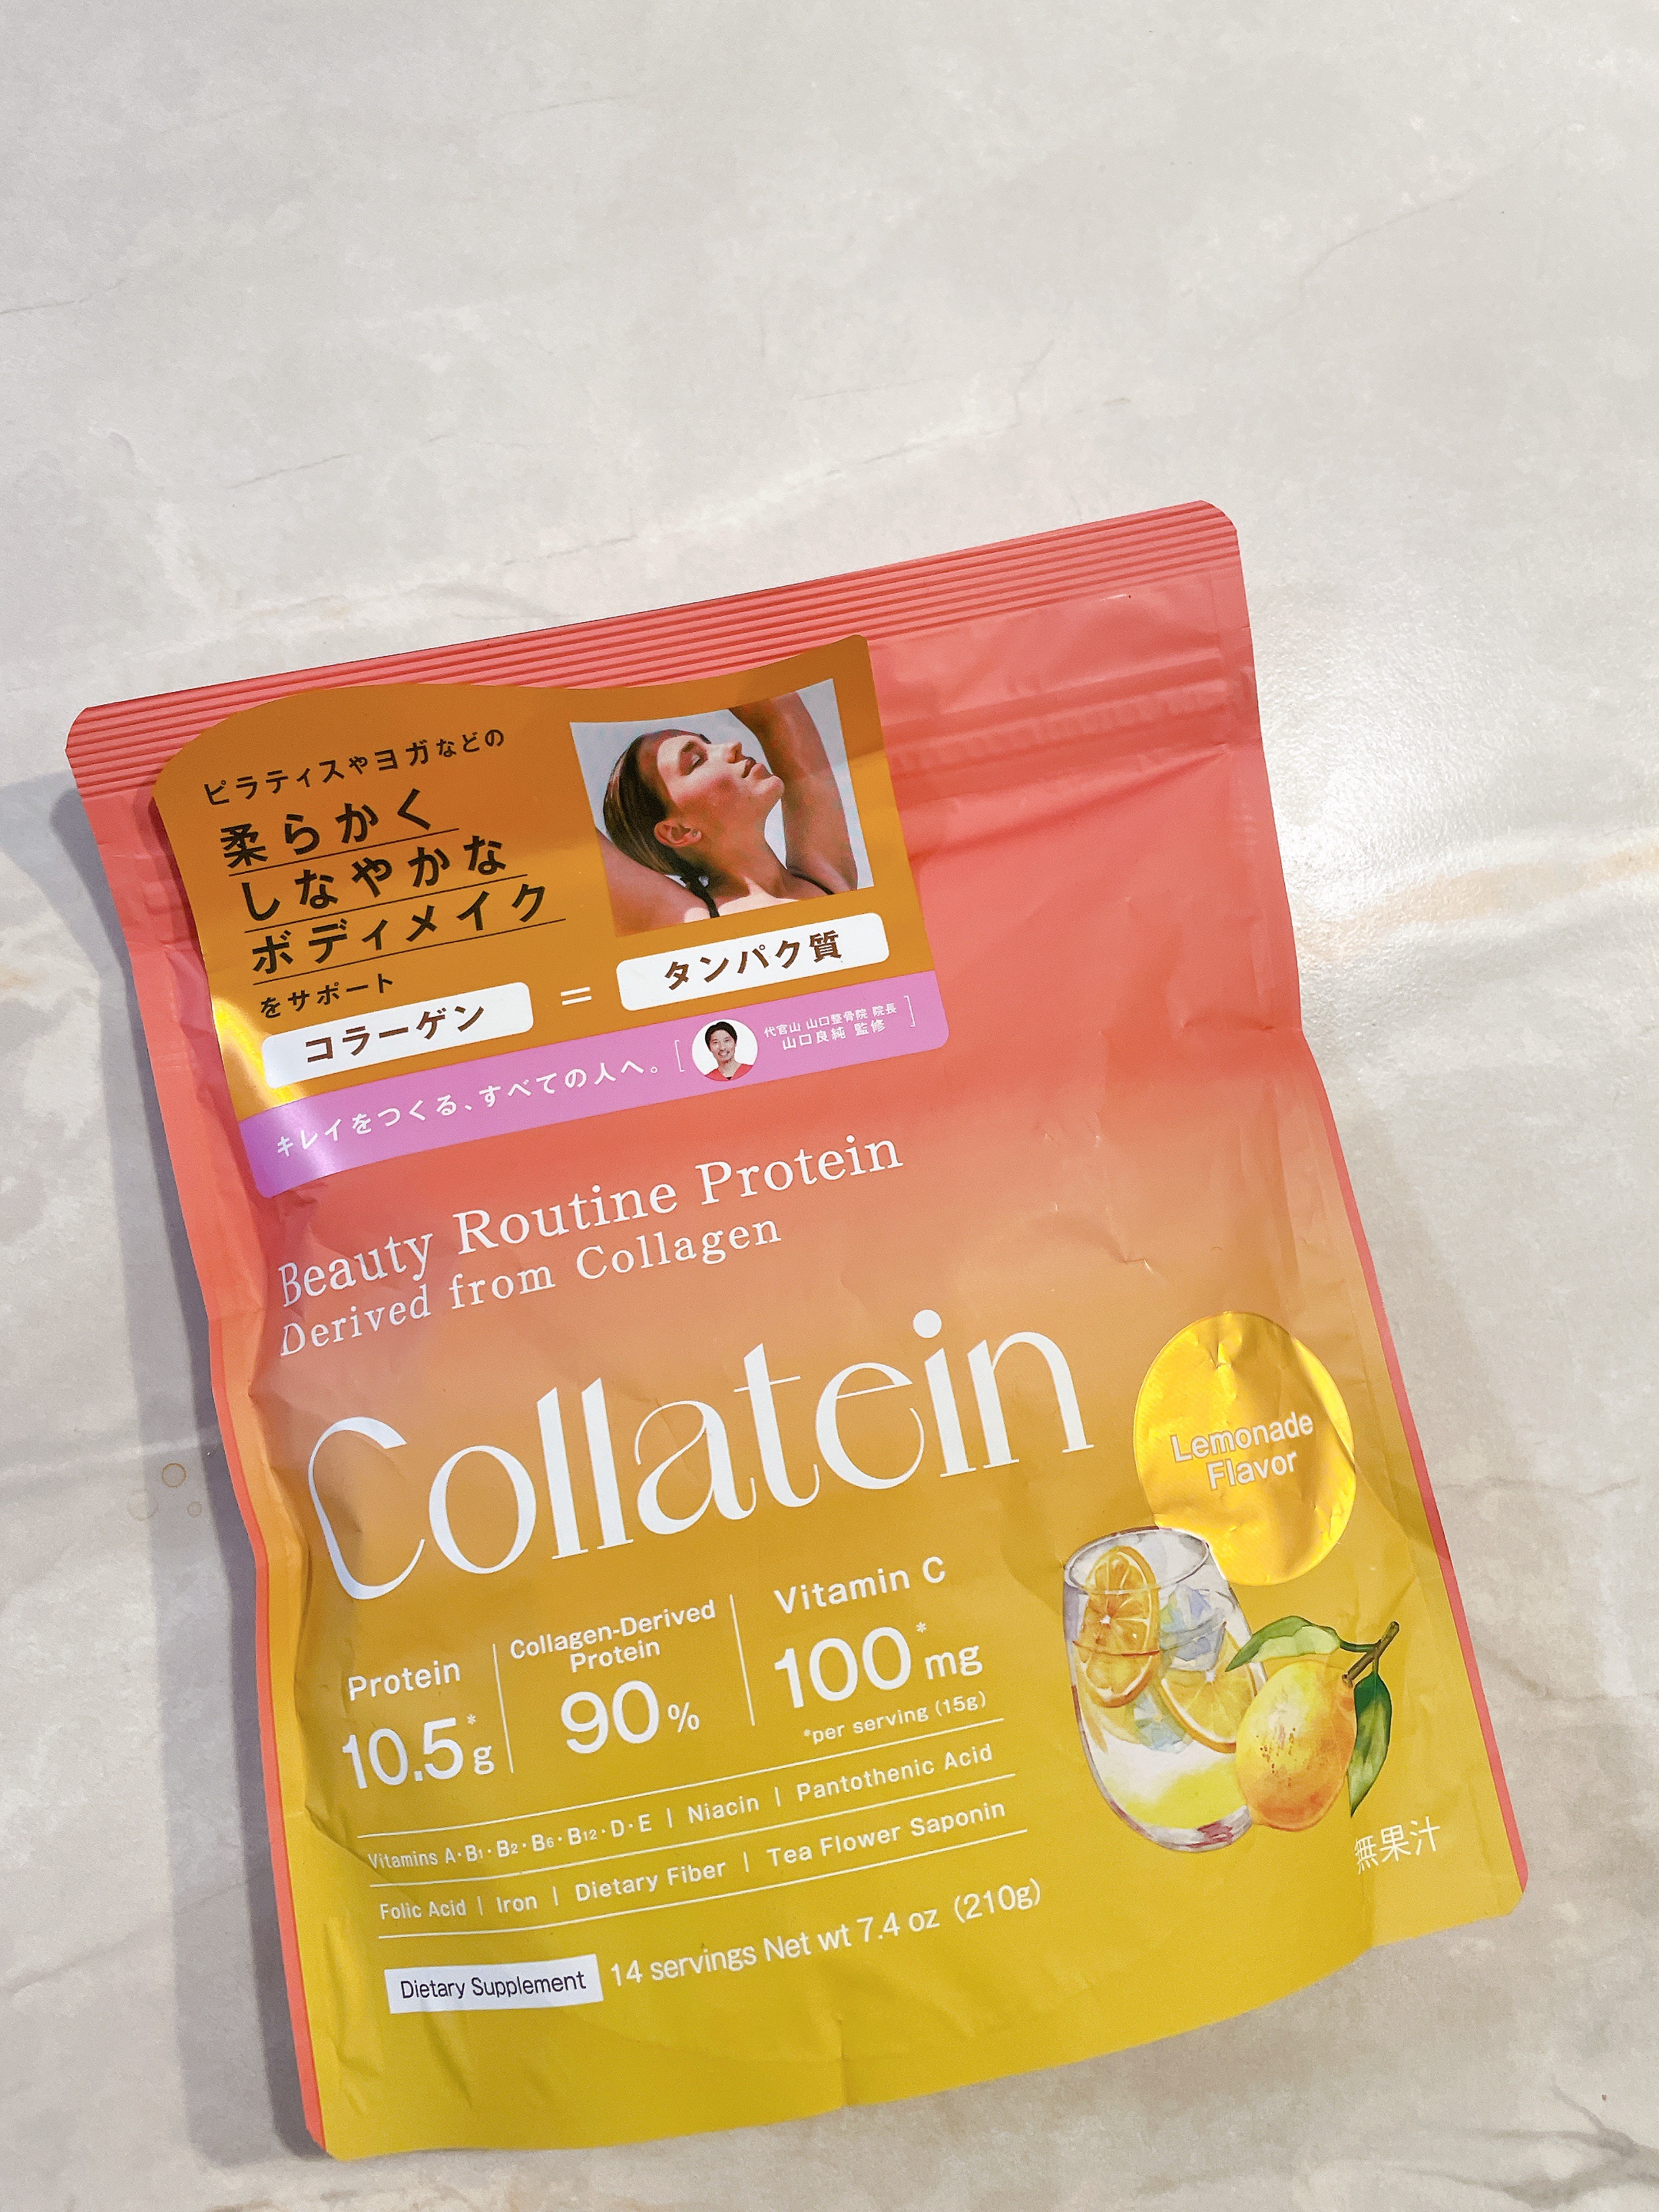 ピラティスやヨガなどの
柔らかく
しなやかな
ボディメイク
をサポート
コラーゲン = タンパク質
キレイをつくる、すべての人へ。
代官山 山口整骨院 院長
山口良純 監修
Beauty Routine Protein
Derived from Collagen
Collatein
Lemonade
Flavor
Protein
10.5*g
Collagen-Derived
Protein
90%
Vitamin C
100*mg
*per serving (15g)
Vitamins A・B1・B2・B6・B12・D・E | Niacin | Pantothenic Acid
Folic Acid | Iron | Dietary Fiber | Tea Flower Saponin
無果汁
Dietary Supplement 14 servings Net wt 7.4 oz (210g)